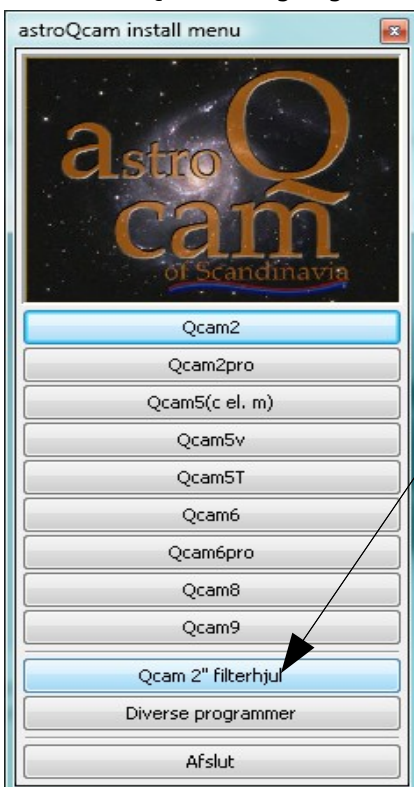 astroQcam install menu
astro Q
cam
of Scandinavia
Qcam2
Qcam2pro
Qcam5(c el. m)
Qcam5v
Qcam5T
Qcam6
Qcam6pro
Qcam8
Qcam9
Qcam 2" filterhjul
Diverse programmer
Afslut